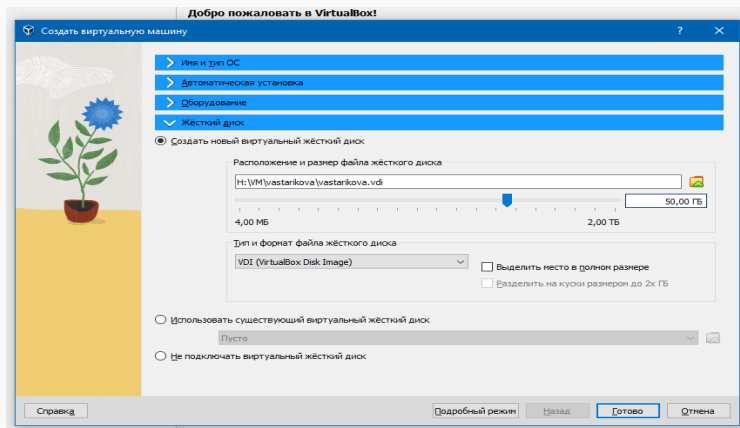 Добро пожаловать в VirtualBox!
Создать виртуальную машину
Имя и тип ОС
Автоматическая установка
Оборудование
Жёсткий диск
Создать новый виртуальный жёсткий диск
Расположение и размер файла жёсткого диска
H:\VM\vastarikova\vastarikova.vdi
50,00 ГБ
4,00 МБ 2,00 ТБ
Тип и формат файла жёсткого диска
VDI (VirtualBox Disk Image)
Выделить место в полном размере
Разделить на куски размером до 2х ГБ
Использовать существующий виртуальный жёсткий диск
Пусто
Не подключать виртуальный жёсткий диск
Справка Подробный режим Назад Готово Отмена